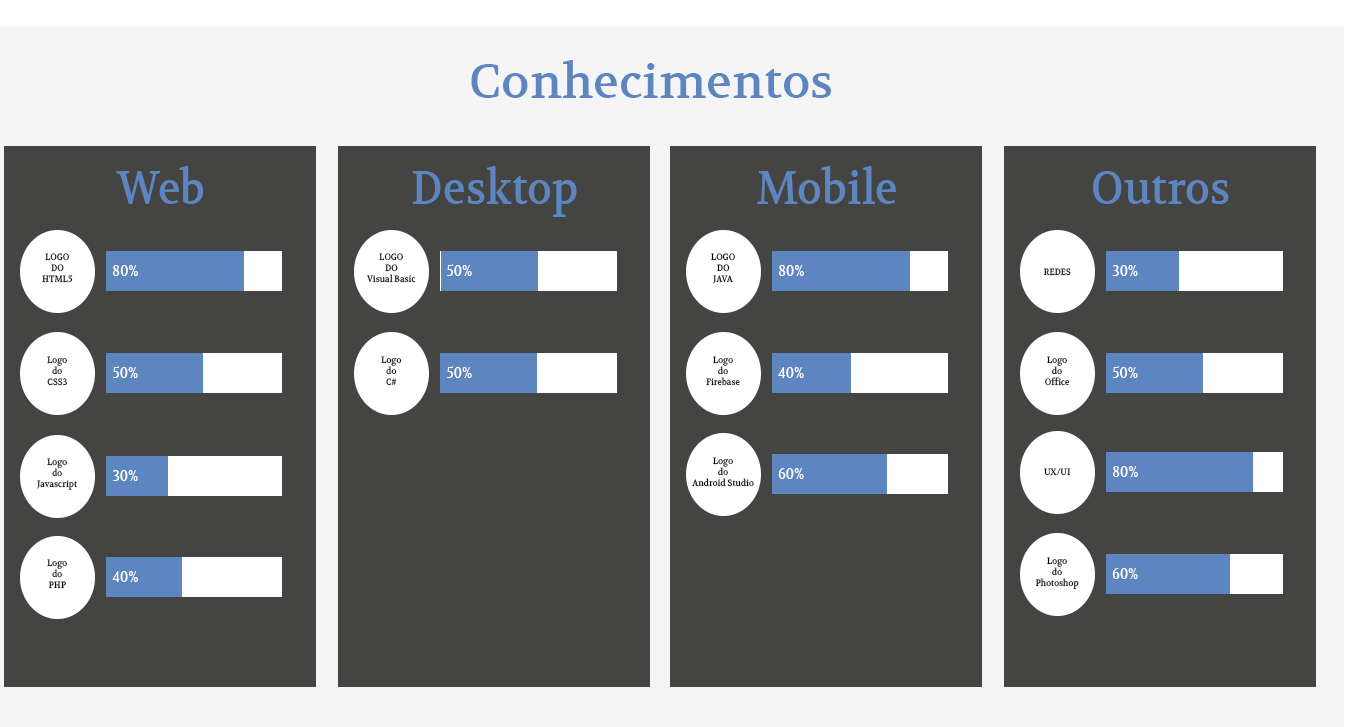 Conhecimentos
Web
LOGO
DO
HTML5
80%
Logo
do
CSS3
50%
Logo
do
Javascript
30%
Logo
do
PHP
40%
Desktop
LOGO
DO
Visual Basic
50%
Logo
do
C#
50%
Mobile
LOGO
DO
JAVA
80%
Logo
do
Firebase
40%
Logo
do
Android Studio
60%
Outros
REDES
30%
Logo
do
Office
50%
UX/UI
80%
Logo
do
Photoshop
60%